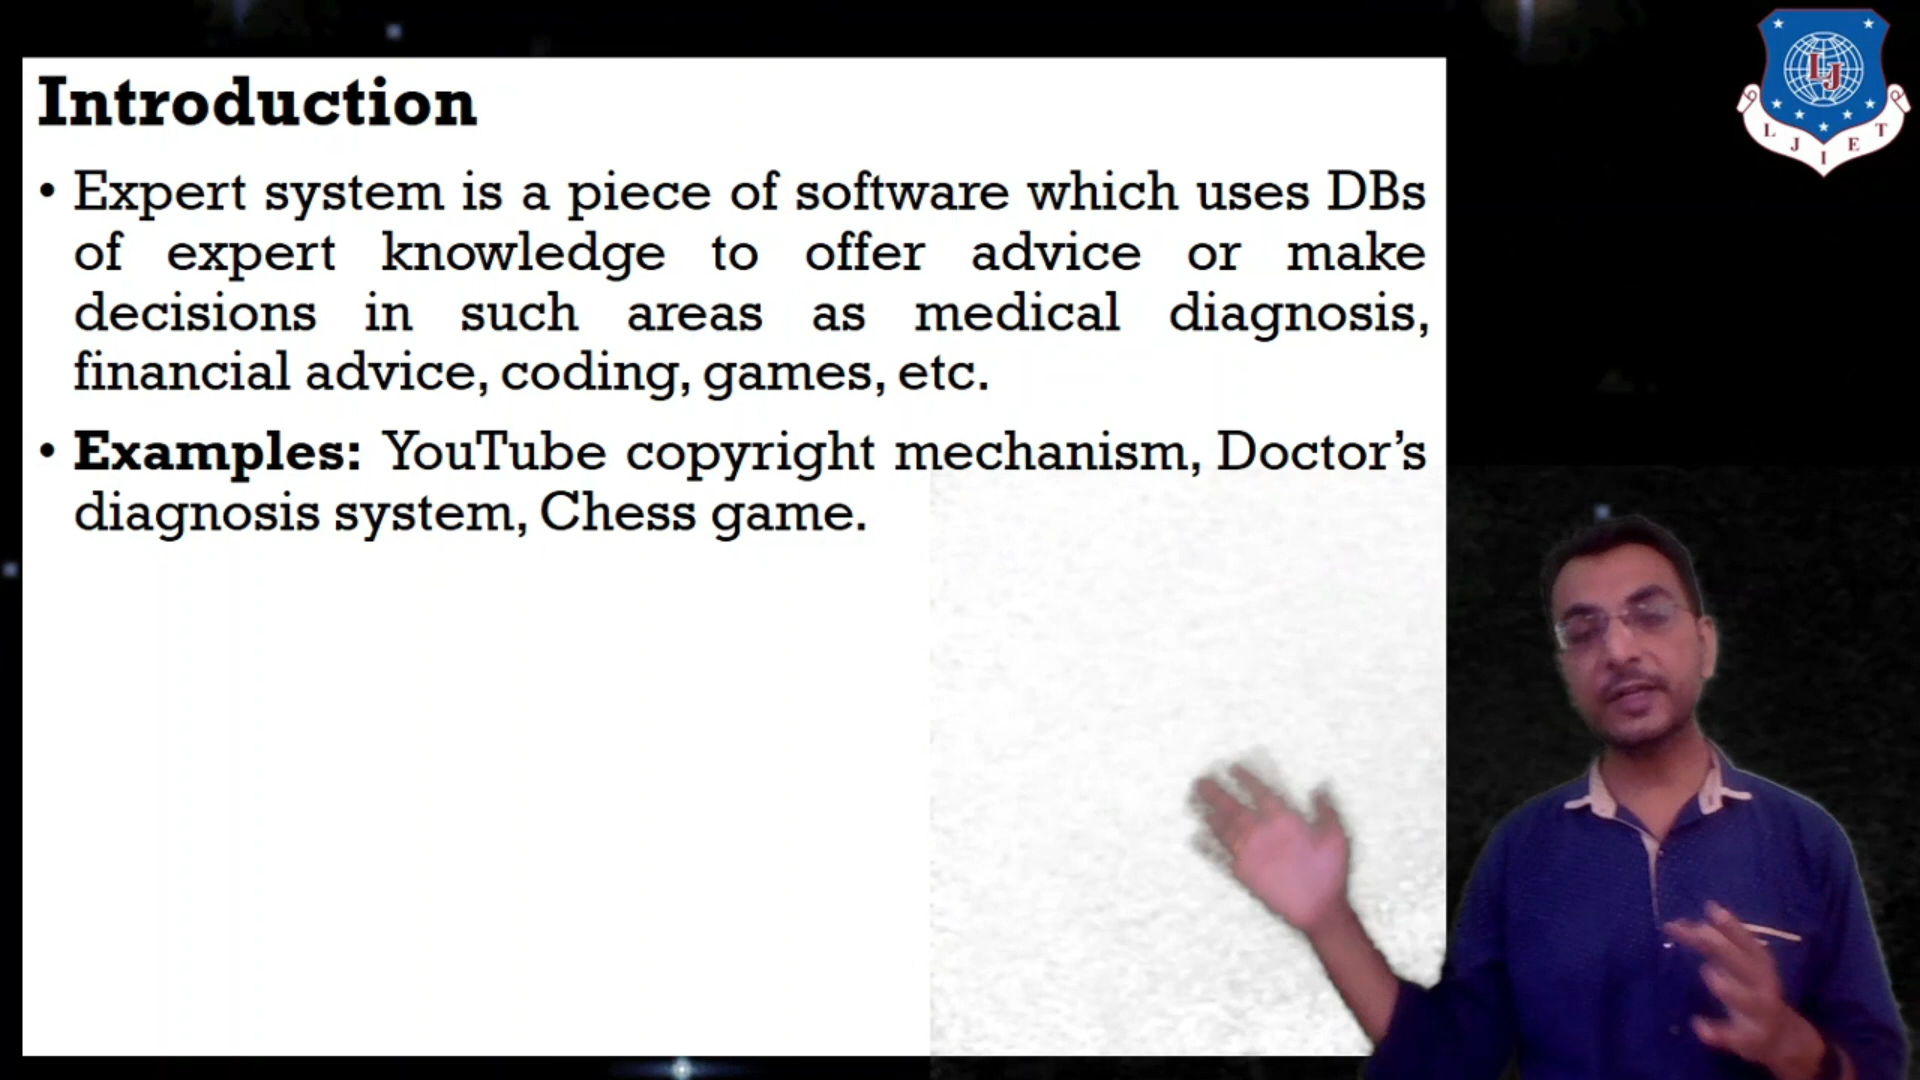 Introduction
• Expert system is a piece of software which uses DBs
of expert knowledge to offer advice or make
decisions in such areas as medical diagnosis,
financial advice, coding, games, etc.
• Examples: YouTube copyright mechanism, Doctor's
diagnosis system, Chess game.
LJ
L J I E T